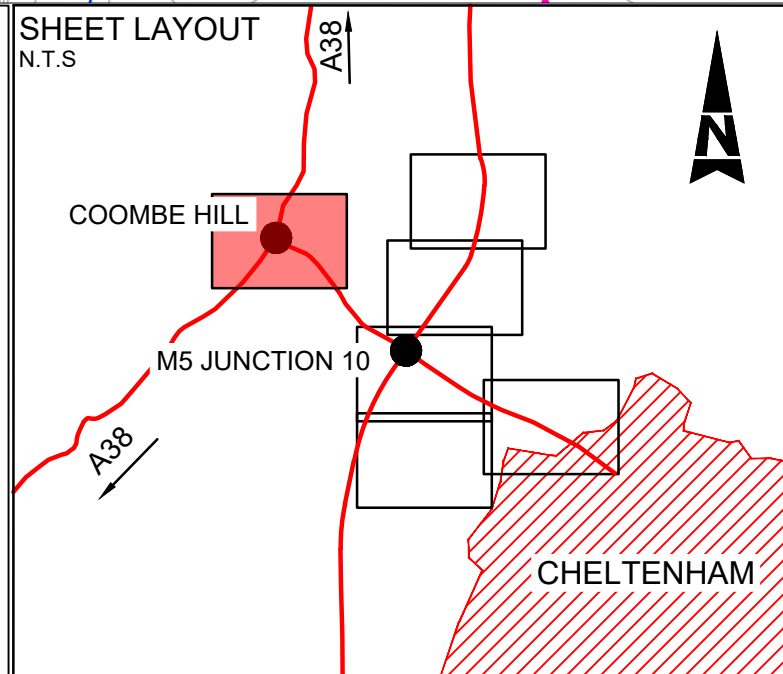 SHEET LAYOUT
N.T.S
A38
N
COOMBE HILL
M5 JUNCTION 10
A38
CHELTENHAM